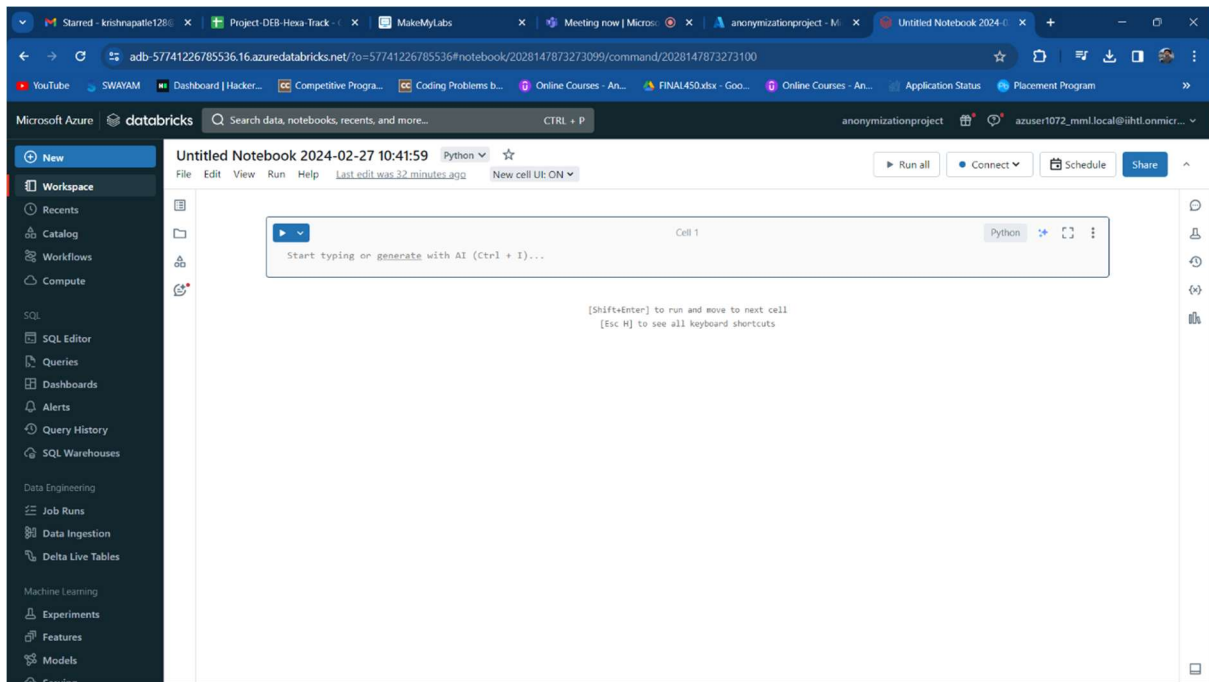 Starred - krishnapatle128@
Project-DEB-Hexa-Track - G
MakeMyLabs
Meeting now | Micros
anonymizationproject - Mi
Untitled Notebook 2024-0
adb-57741226785536.16.azuredatabricks.net/?o=57741226785536#notebook/2028147873273099/command/2028147873273100
YouTube
SWAYAM
Dashboard | Hacker...
Competitive Progra...
Coding Problems b...
Online Courses - An...
FINAL450.xlsx - Goo...
Online Courses - An...
Application Status
Placement Program
Microsoft Azure
databricks
Search data, notebooks, recents, and more...
CTRL + P
anonymizationproject
azuser1072_mml.local@iihtl.onmicr...
New
Workspace
Recents
Catalog
Workflows
Compute
SQL
SQL Editor
Queries
Dashboards
Alerts
Query History
SQL Warehouses
Data Engineering
Job Runs
Data Ingestion
Delta Live Tables
Machine Learning
Experiments
Features
Models
Untitled Notebook 2024-02-27 10:41:59 Python
File Edit View Run Help Last edit was 32 minutes ago New cell UI: ON
Run all
Connect
Schedule
Share
Cell 1
Python
Start typing or generate with AI (Ctrl + I)...
[Shift+Enter] to run and move to next cell
[Esc H] to see all keyboard shortcuts